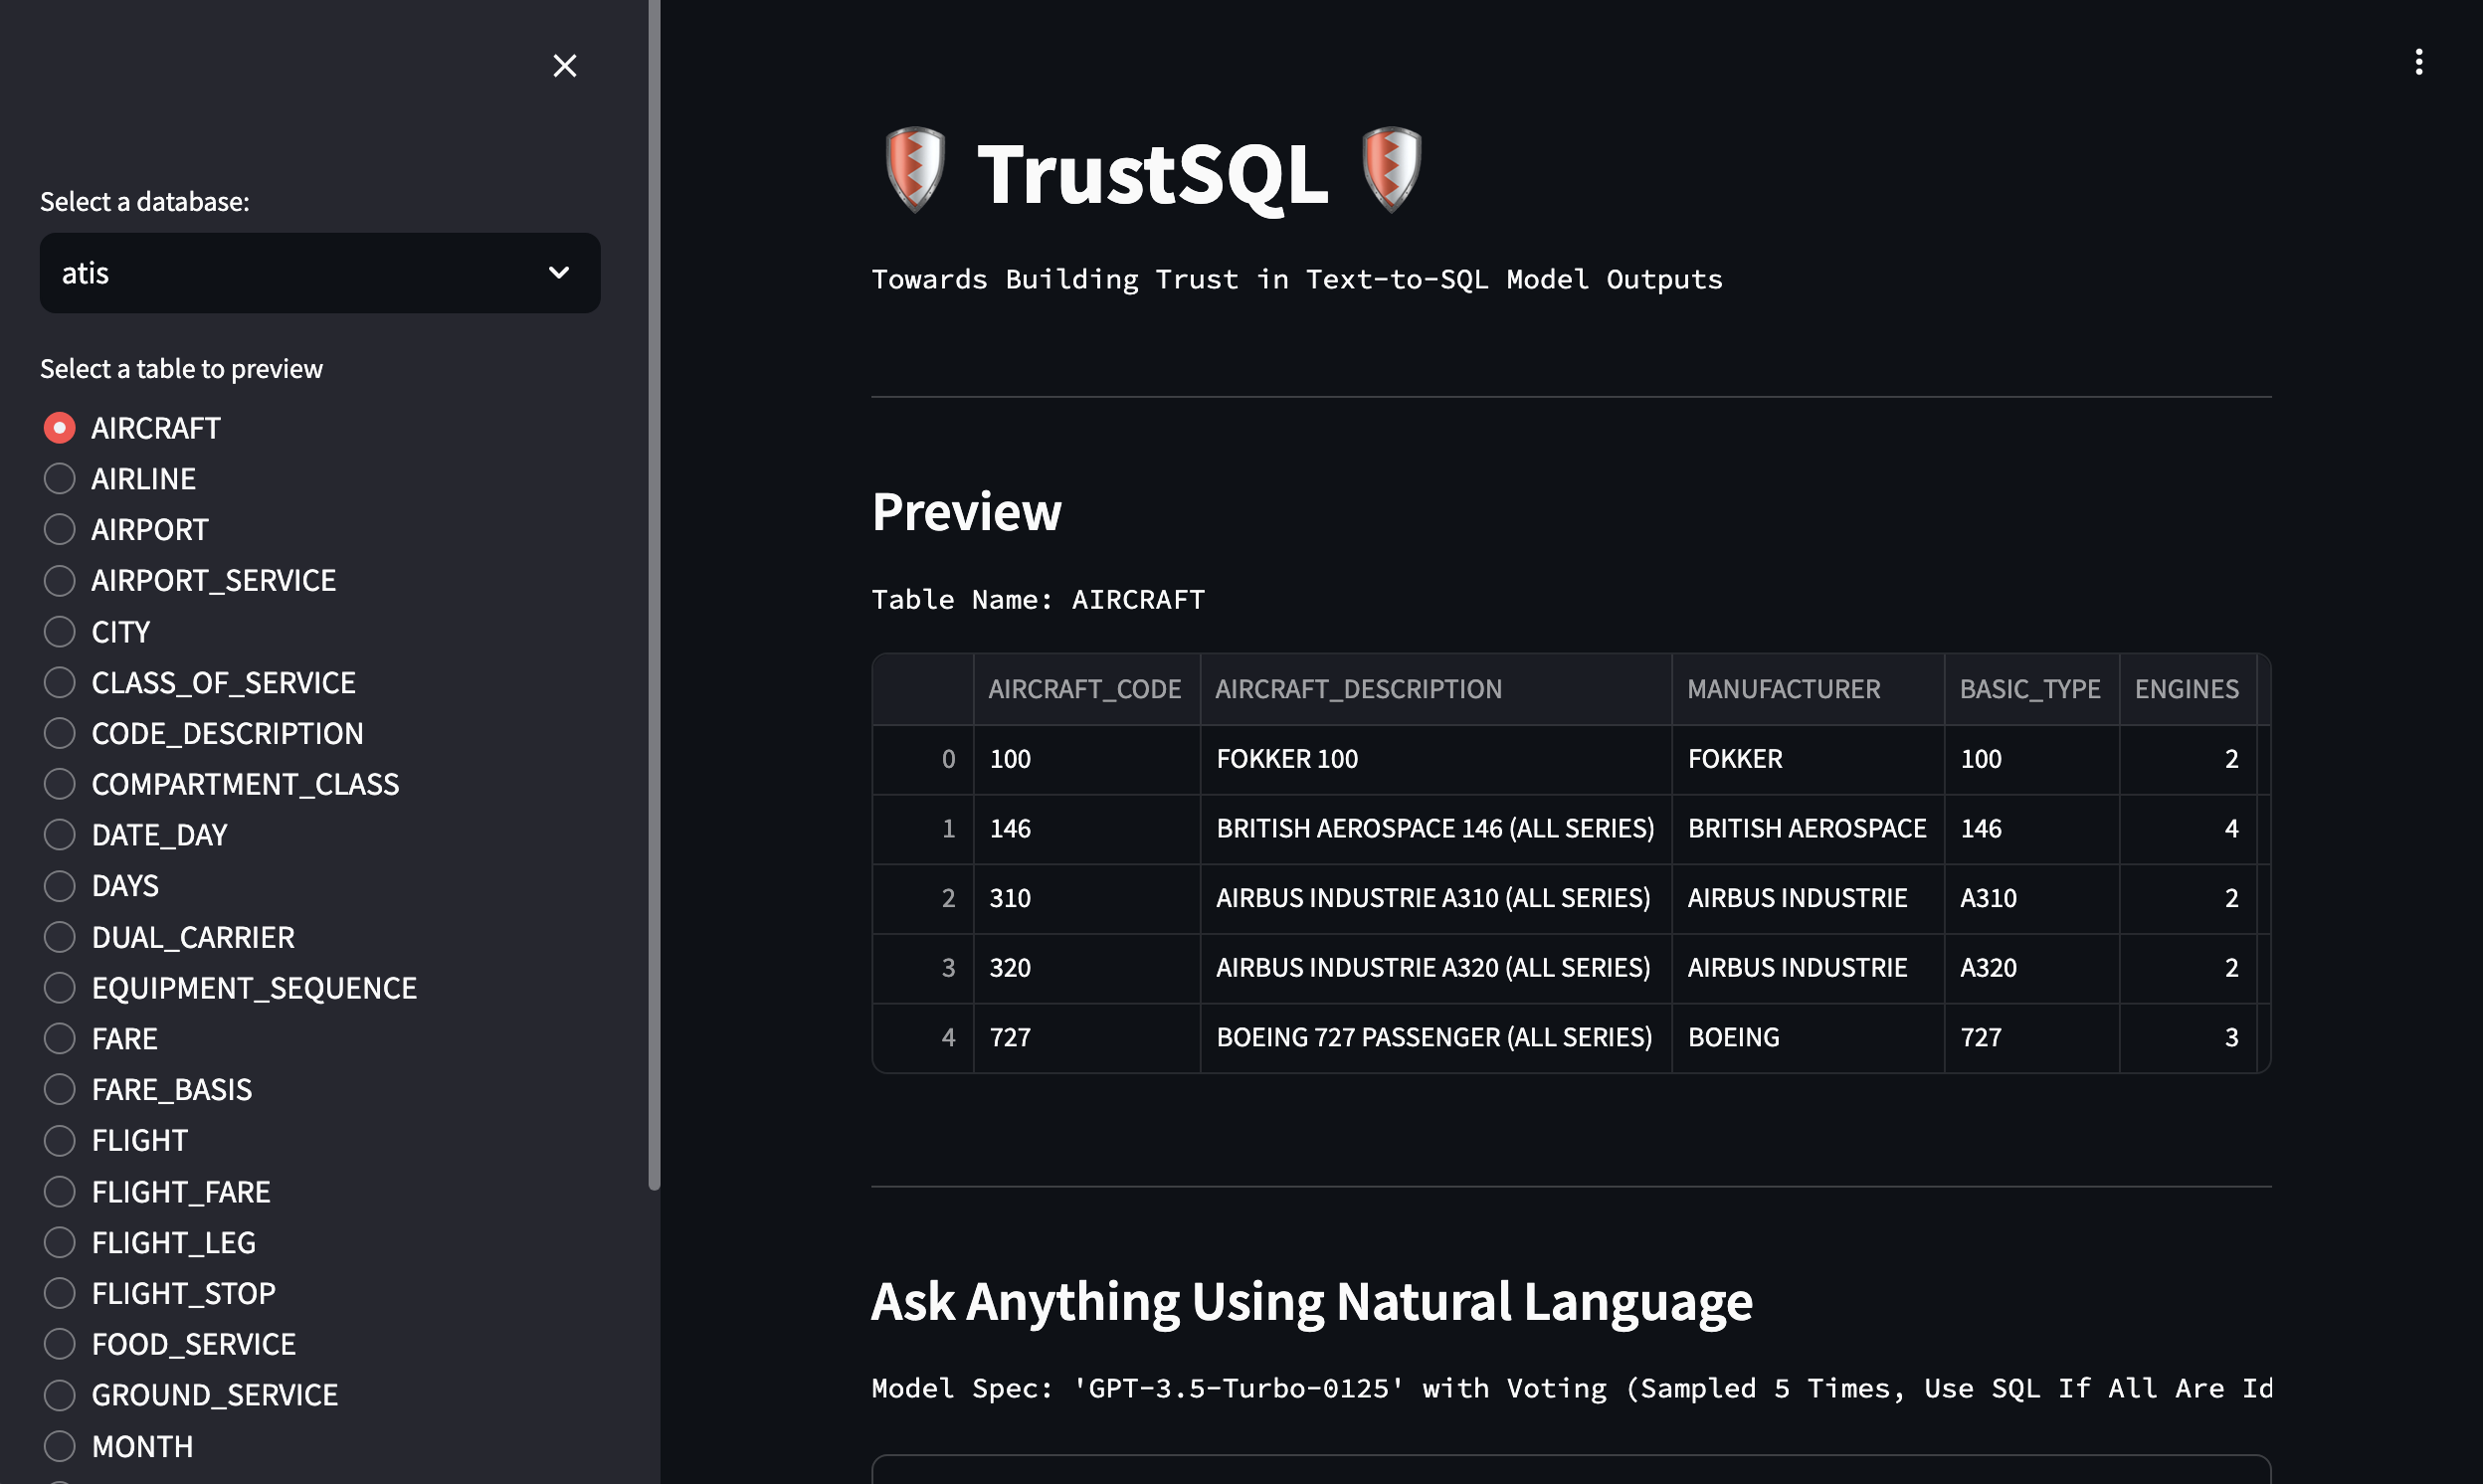 Select a database:
atis
Select a table to preview
AIRCRAFT
AIRLINE
AIRPORT
AIRPORT_SERVICE
CITY
CLASS_OF_SERVICE
CODE_DESCRIPTION
COMPARTMENT_CLASS
DATE_DAY
DAYS
DUAL_CARRIER
EQUIPMENT_SEQUENCE
FARE
FARE_BASIS
FLIGHT
FLIGHT_FARE
FLIGHT_LEG
FLIGHT_STOP
FOOD_SERVICE
GROUND_SERVICE
MONTH
TrustSQL
Towards Building Trust in Text-to-SQL Model Outputs
Preview
Table Name: AIRCRAFT
AIRCRAFT_CODE AIRCRAFT_DESCRIPTION MANUFACTURER BASIC_TYPE ENGINES
0 100 FOKKER 100 FOKKER 100 2
1 146 BRITISH AEROSPACE 146 (ALL SERIES) BRITISH AEROSPACE 146 4
2 310 AIRBUS INDUSTRIE A310 (ALL SERIES) AIRBUS INDUSTRIE A310 2
3 320 AIRBUS INDUSTRIE A320 (ALL SERIES) AIRBUS INDUSTRIE A320 2
4 727 BOEING 727 PASSENGER (ALL SERIES) BOEING 727 3
Ask Anything Using Natural Language
Model Spec: 'GPT-3.5-Turbo-0125' with Voting (Sampled 5 Times, Use SQL If All Are Id